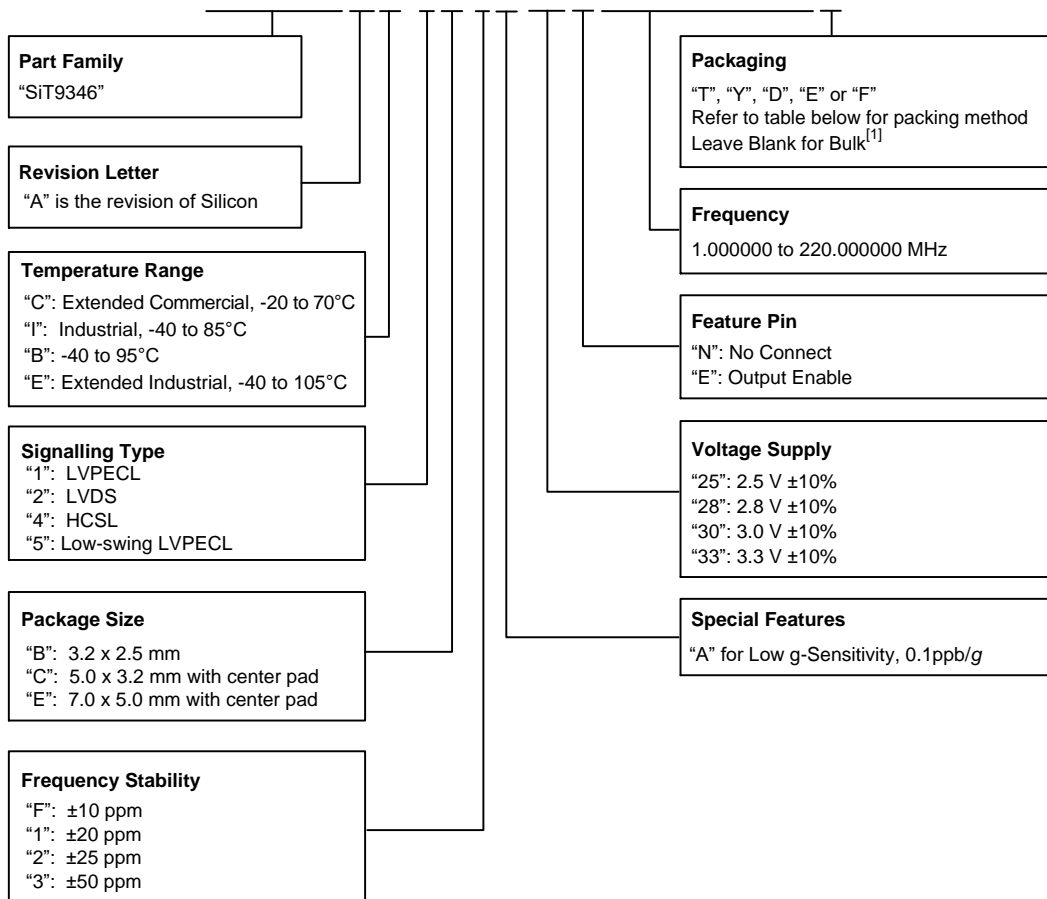 Part Family
“SiT9346”
Revision Letter
“A” is the revision of Silicon
Temperature Range
“C”: Extended Commercial, -20 to 70°C
“I”: Industrial, -40 to 85°C
“B”: -40 to 95°C
“E”: Extended Industrial, -40 to 105°C
Signalling Type
“1”: LVPECL
“2”: LVDS
“4”: HCSL
“5”: Low-swing LVPECL
Package Size
“B”: 3.2 x 2.5 mm
“C”: 5.0 x 3.2 mm with center pad
“E”: 7.0 x 5.0 mm with center pad
Frequency Stability
“F”: ±10 ppm
“1”: ±20 ppm
“2”: ±25 ppm
“3”: ±50 ppm
Packaging
“T”, “Y”, “D”, “E” or “F”
Refer to table below for packing method
Leave Blank for Bulk[1]
Frequency
1.000000 to 220.000000 MHz
Feature Pin
“N”: No Connect
“E”: Output Enable
Voltage Supply
“25”: 2.5 V ±10%
“28”: 2.8 V ±10%
“30”: 3.0 V ±10%
“33”: 3.3 V ±10%
Special Features
“A” for Low g-Sensitivity, 0.1ppb/g